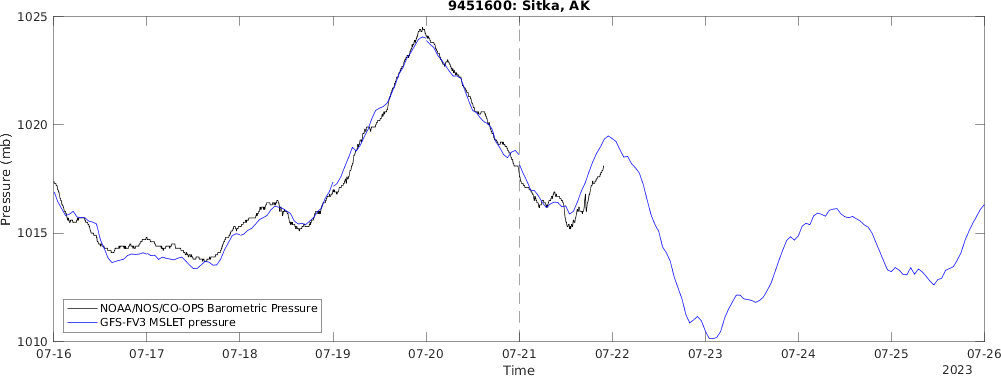 9451600: Sitka, AK
Pressure (mb)
1025
1020
1015
1010
NOAA/NOS/CO-OPS Barometric Pressure
GFS-FV3 MSLET pressure
07-16 07-17 07-18 07-19 07-20 07-21 07-22 07-23 07-24 07-25 07-26
Time
2023